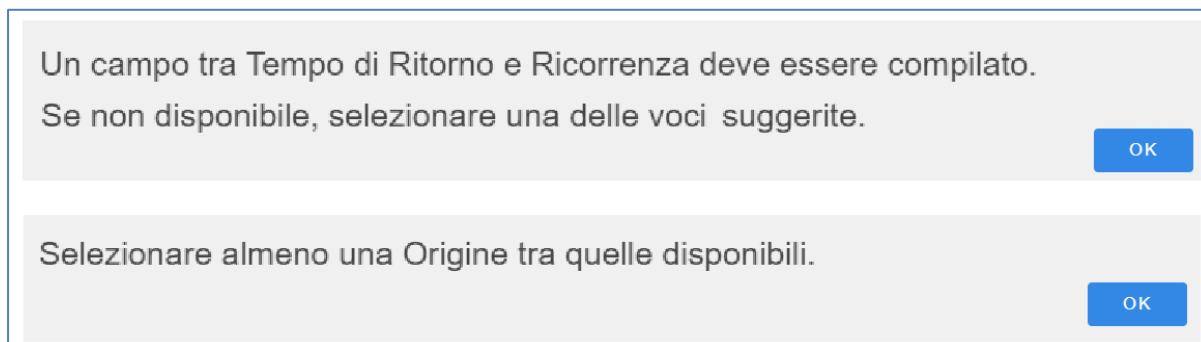 Un campo tra Tempo di Ritorno e Ricorrenza deve essere compilato.
Se non disponibile, selezionare una delle voci suggerite.
OK
Selezionare almeno una Origine tra quelle disponibili.
OK